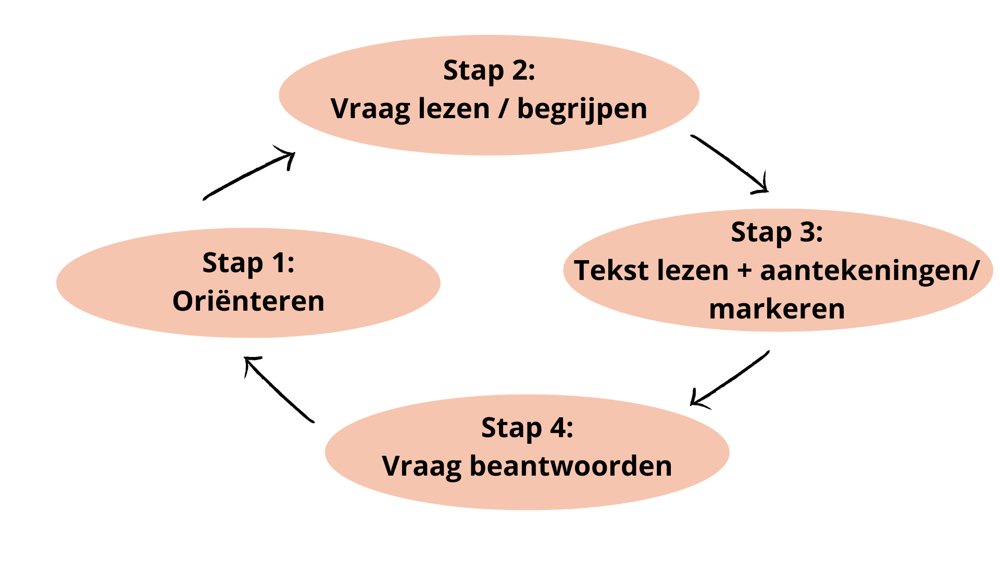 Stap 2:
Vraag lezen / begrijpen
Stap 3:
Tekst lezen + aantekeningen/
markeren
Stap 1:
Oriënteren
Stap 4:
Vraag beantwoorden